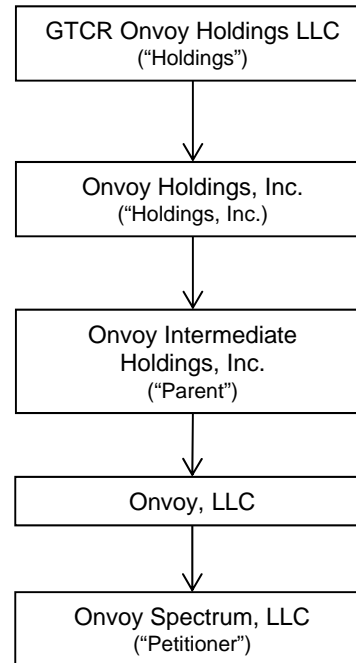 GTCR Onvoy Holdings LLC
(“Holdings”)
Onvoy Holdings, Inc.
(“Holdings, Inc.)
Onvoy Intermediate
Holdings, Inc.
(“Parent”)
Onvoy, LLC
Onvoy Spectrum, LLC
(“Petitioner”)